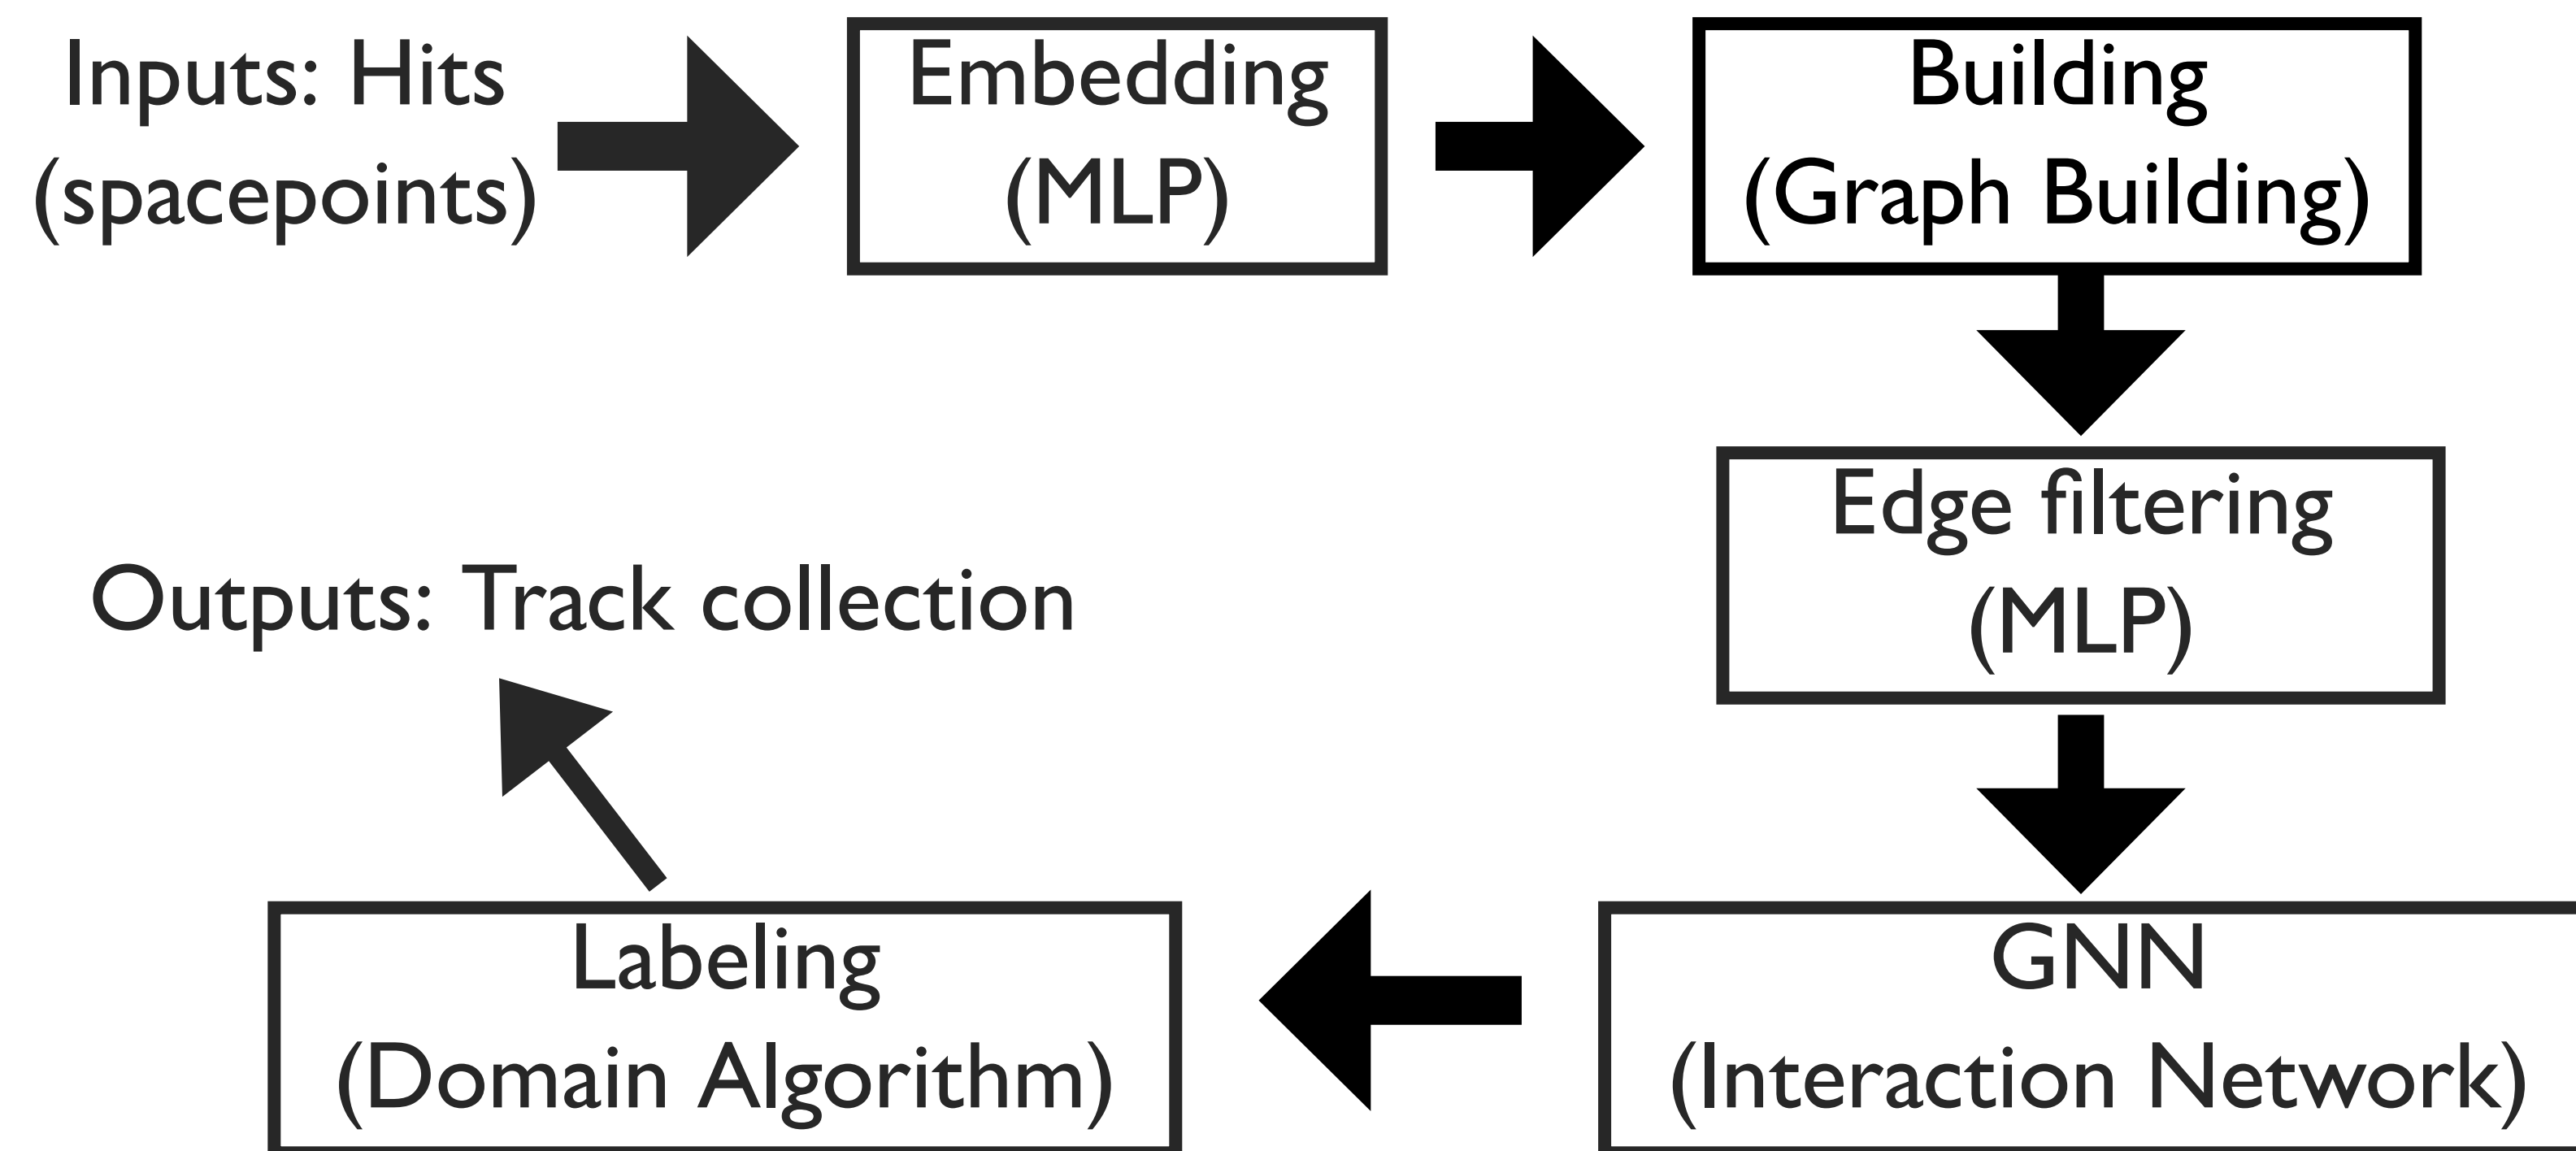 Inputs: Hits
(spacepoints)
Embedding
(MLP)
Building
(Graph Building)
Edge filtering
(MLP)
GNN
(Interaction Network)
Labeling
(Domain Algorithm)
Outputs: Track collection